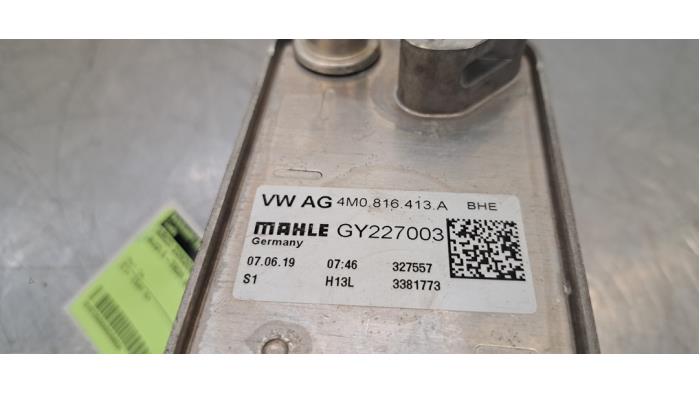 VW AG 4M0.816.413.A BHE
MAHLE GY227003
Germany
07.06.19 07:46 327557
S1 H13L 3381773